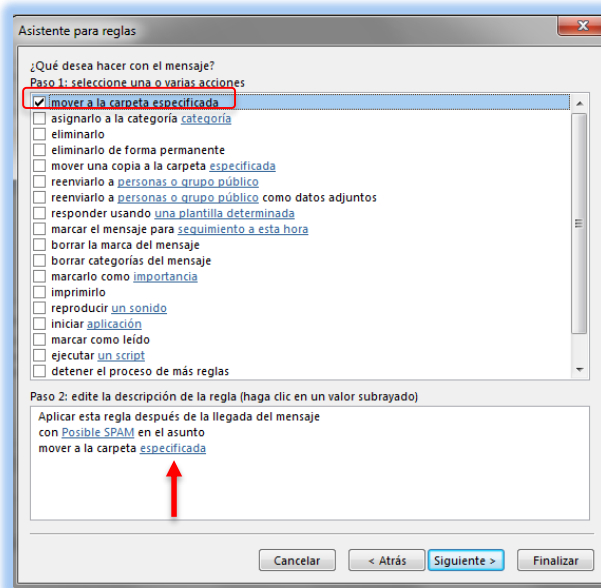 Asistente para reglas
¿Qué desea hacer con el mensaje?
Paso 1: seleccione una o varias acciones
mover a la carpeta especificada
asignarlo a la categoría categoría
eliminarlo
eliminarlo de forma permanente
mover una copia a la carpeta especificada
reenviarlo a personas o grupo público
reenviarlo a personas o grupo público como datos adjuntos
responder usando una plantilla determinada
marcar el mensaje para seguimiento a esta hora
borrar la marca del mensaje
borrar categorías del mensaje
marcarlo como importancia
imprimirlo
reproducir un sonido
iniciar aplicación
marcar como leído
ejecutar un script
detener el proceso de más reglas
Paso 2: edite la descripción de la regla (haga clic en un valor subrayado)
Aplicar esta regla después de la llegada del mensaje
con Posible SPAM en el asunto
mover a la carpeta especificada
Cancelar < Atrás Siguiente > Finalizar